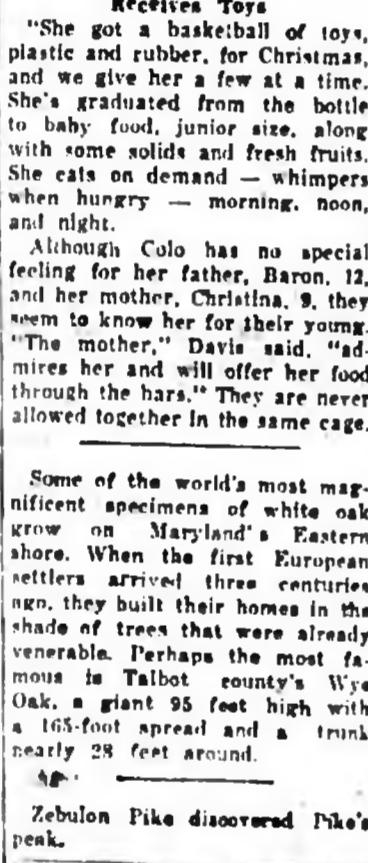 Receives Toys
"She got a basketball of toys,
plastic and rubber, for Christmas,
and we give her a few at a time.
She's graduated from the bottle
to baby food, junior size, along
with some solids and fresh fruits.
She eats on demand — whimpers
when hungry — morning, noon,
and night.
Although Colo has no special
feeling for her father, Baron, 12,
and her mother, Christina, 9, they
seem to know her for their young.
"The mother," Davis said, "ad-
mires her and will offer her food
through the bars." They are never
allowed together in the same cage.
Some of the world's most mag-
nificent specimens of white oak
grow on Maryland's Eastern
shore. When the first European
settlers arrived three centuries
ago, they built their homes in the
shade of trees that were already
venerable. Perhaps the most fa-
mous is Talbot county's Wye
Oak, a giant 95 feet high with
a 165-foot spread and a trunk
nearly 28 feet around.
Zebulon Pike discovered Pike's
peak.